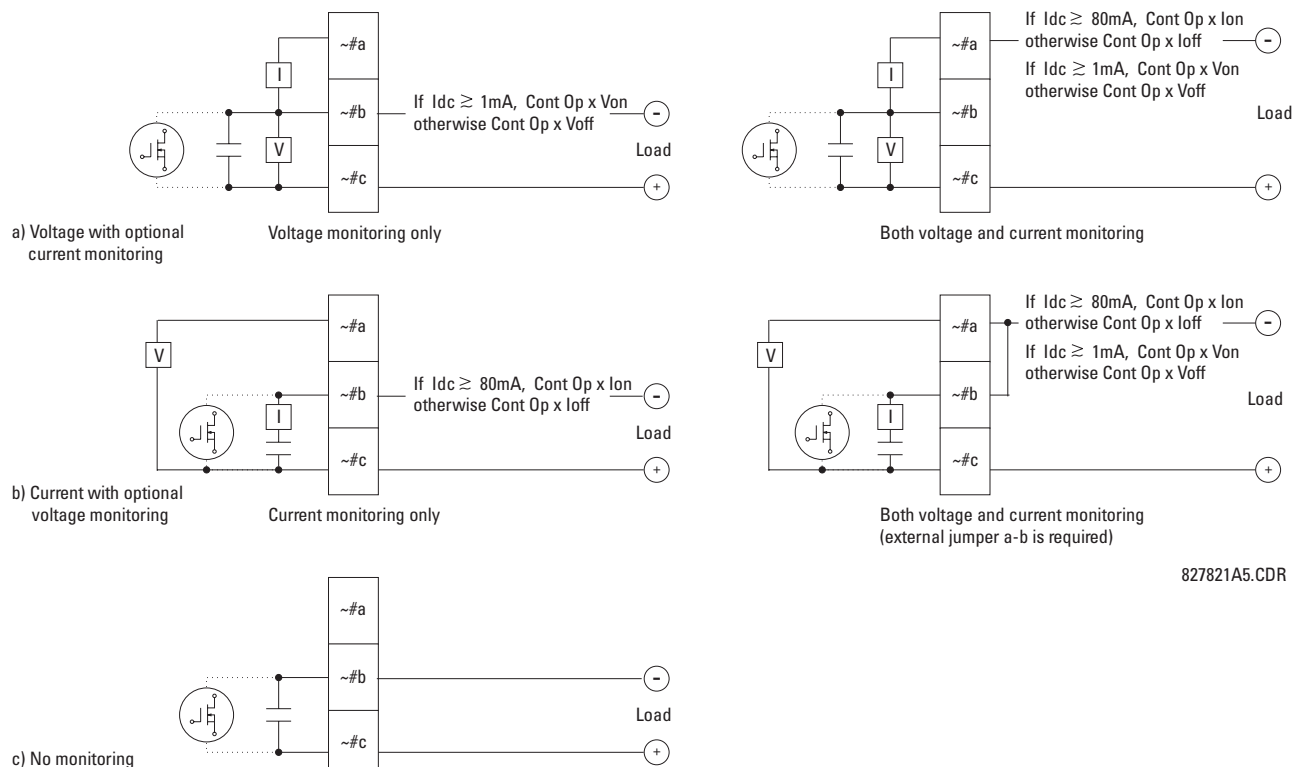 ~#a
I
~#b
If Idc ≳ 1mA, Cont Op x Von
otherwise Cont Op x Voff
-
V
Load
~#c
+
a) Voltage with optional
current monitoring
Voltage monitoring only
If Idc ≳ 80mA, Cont Op x Ion
otherwise Cont Op x Ioff
-
If Idc ≳ 1mA, Cont Op x Von
otherwise Cont Op x Voff
~#a
I
~#b
V
Load
~#c
+
Both voltage and current monitoring
~#a
V
~#b
I
If Idc ≳ 80mA, Cont Op x Ion
otherwise Cont Op x Ioff
-
Load
~#c
+
b) Current with optional
voltage monitoring
Current monitoring only
If Idc ≳ 80mA, Cont Op x Ion
otherwise Cont Op x Ioff
-
If Idc ≳ 1mA, Cont Op x Von
otherwise Cont Op x Voff
~#a
V
~#b
I
Load
~#c
+
Both voltage and current monitoring
(external jumper a-b is required)
827821A5.CDR
~#a
~#b
-
Load
~#c
+
c) No monitoring